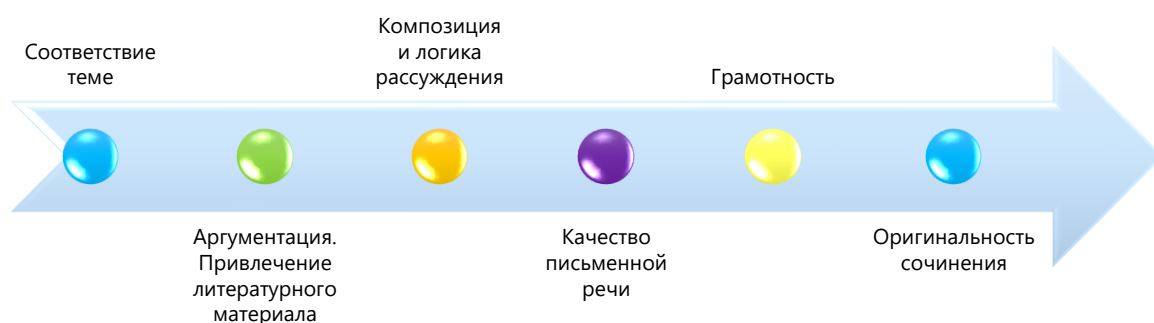 Соответствие
теме
Аргументация.
Привлечение
литературного
материала
Композиция
и логика
рассуждения
Качество
письменной
речи
Грамотность
Оригинальность
сочинения